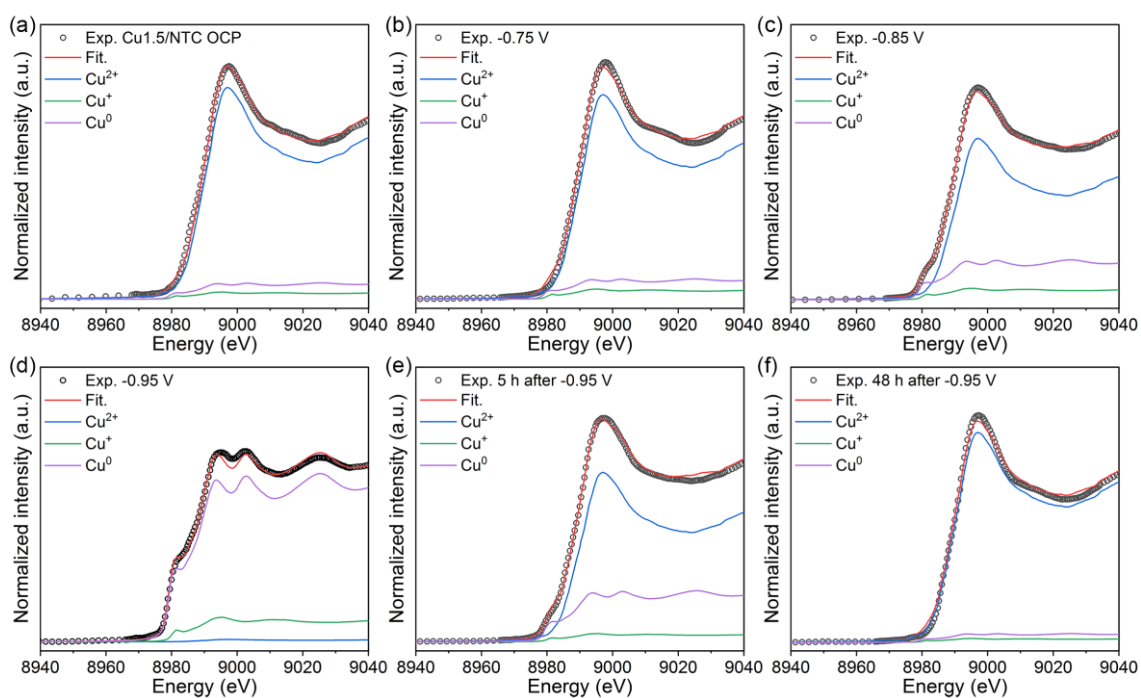 (a)
Exp. Cu1.5/NTC OCP
Fit.
Cu²⁺
Cu⁺
Cu⁰
Normalized intensity (a.u.)
8940 8960 8980 9000 9020 9040
Energy (eV)
(b)
Exp. -0.75 V
Fit.
Cu²⁺
Cu⁺
Cu⁰
Normalized intensity (a.u.)
8940 8960 8980 9000 9020 9040
Energy (eV)
(c)
Exp. -0.85 V
Fit.
Cu²⁺
Cu⁺
Cu⁰
Normalized intensity (a.u.)
8940 8960 8980 9000 9020 9040
Energy (eV)
(d)
Exp. -0.95 V
Fit.
Cu²⁺
Cu⁺
Cu⁰
Normalized intensity (a.u.)
8940 8960 8980 9000 9020 9040
Energy (eV)
(e)
Exp. 5 h after -0.95 V
Fit.
Cu²⁺
Cu⁺
Cu⁰
Normalized intensity (a.u.)
8940 8960 8980 9000 9020 9040
Energy (eV)
(f)
Exp. 48 h after -0.95 V
Fit.
Cu²⁺
Cu⁺
Cu⁰
Normalized intensity (a.u.)
8940 8960 8980 9000 9020 9040
Energy (eV)